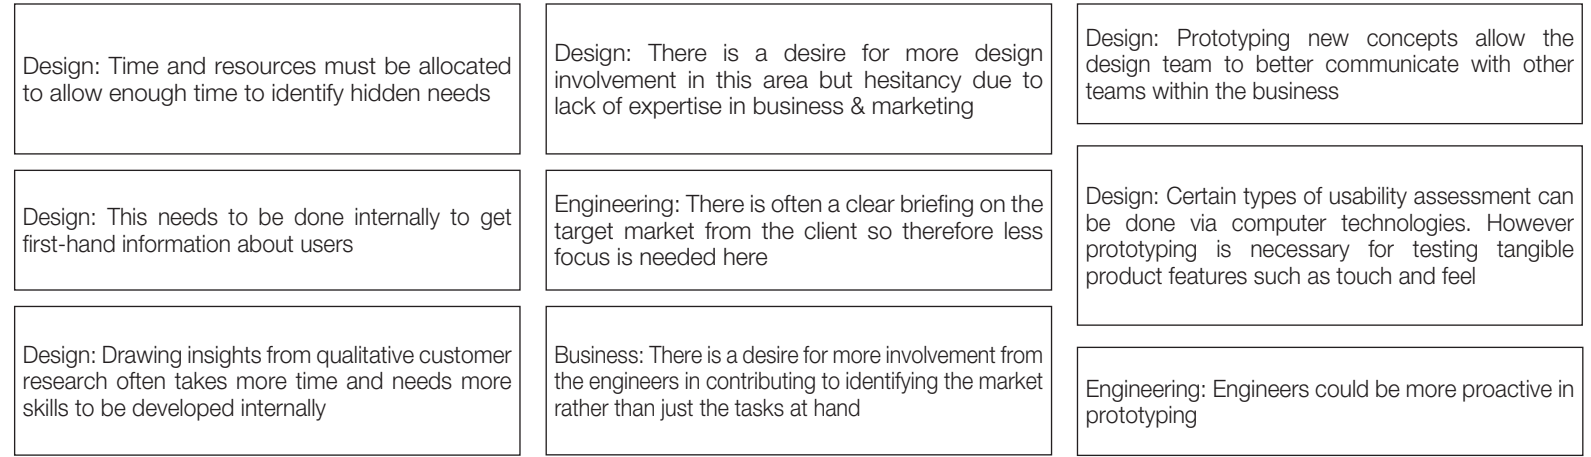 Design: Time and resources must be allocated
to allow enough time to identify hidden needs
Design: This needs to be done internally to get
first-hand information about users
Design: Drawing insights from qualitative customer
research often takes more time and needs more
skills to be developed internally
Design: There is a desire for more design
involvement in this area but hesitancy due to
lack of expertise in business & marketing
Engineering: There is often a clear briefing on the
target market from the client so therefore less
focus is needed here
Business: There is a desire for more involvement from
the engineers in contributing to identifying the market
rather than just the tasks at hand
Design: Prototyping new concepts allow the
design team to better communicate with other
teams within the business
Design: Certain types of usability assessment can
be done via computer technologies. However
prototyping is necessary for testing tangible
product features such as touch and feel
Engineering: Engineers could be more proactive in
prototyping